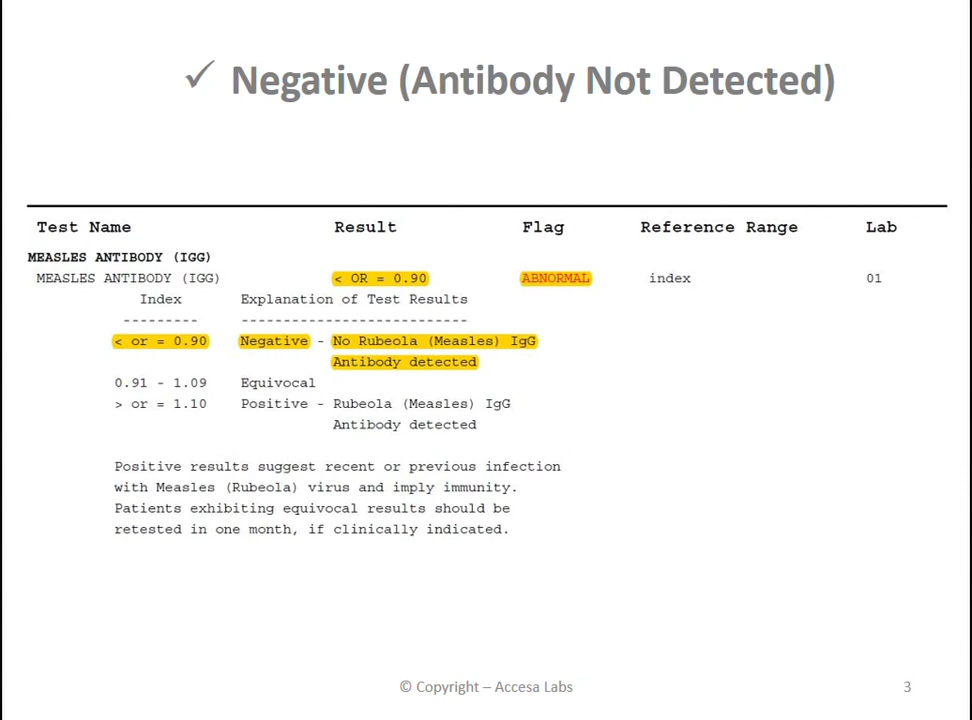 ✓ Negative (Antibody Not Detected)
Test Name Result Flag Reference Range Lab
MEASLES ANTIBODY (IGG)
MEASLES ANTIBODY (IGG) < OR = 0.90 ABNORMAL index 01
Index Explanation of Test Results
--------- ---------------------------
< or = 0.90 Negative - No Rubeola (Measles) IgG
Antibody detected
0.91 - 1.09 Equivocal
> or = 1.10 Positive - Rubeola (Measles) IgG
Antibody detected
Positive results suggest recent or previous infection
with Measles (Rubeola) virus and imply immunity.
Patients exhibiting equivocal results should be
retested in one month, if clinically indicated.
© Copyright – Accesa Labs 3